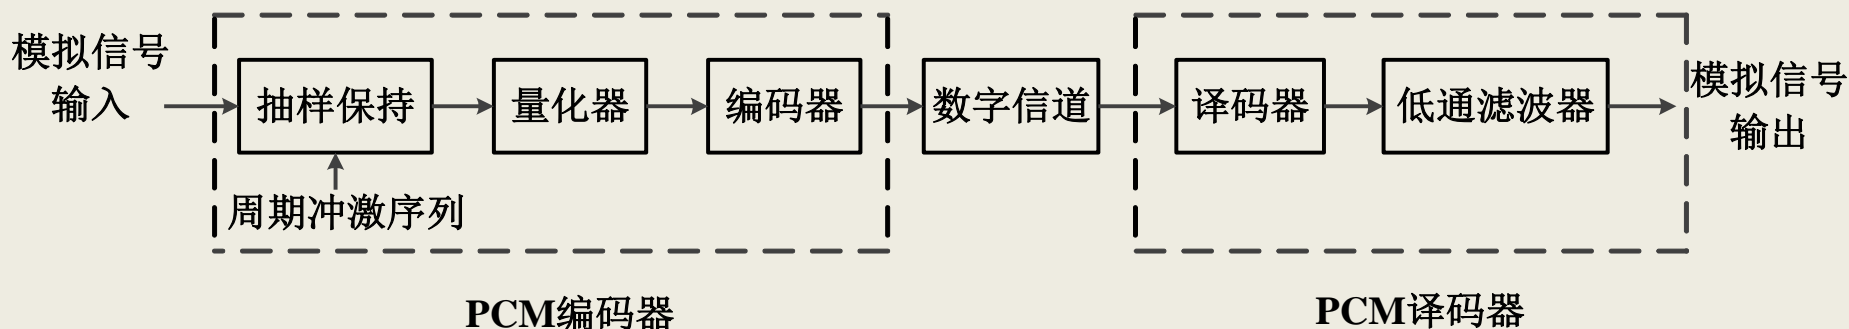 模拟信号
输入
抽样保持
量化器
编码器
数字信道
译码器
低通滤波器
模拟信号
输出
周期冲激序列
PCM编码器
PCM译码器